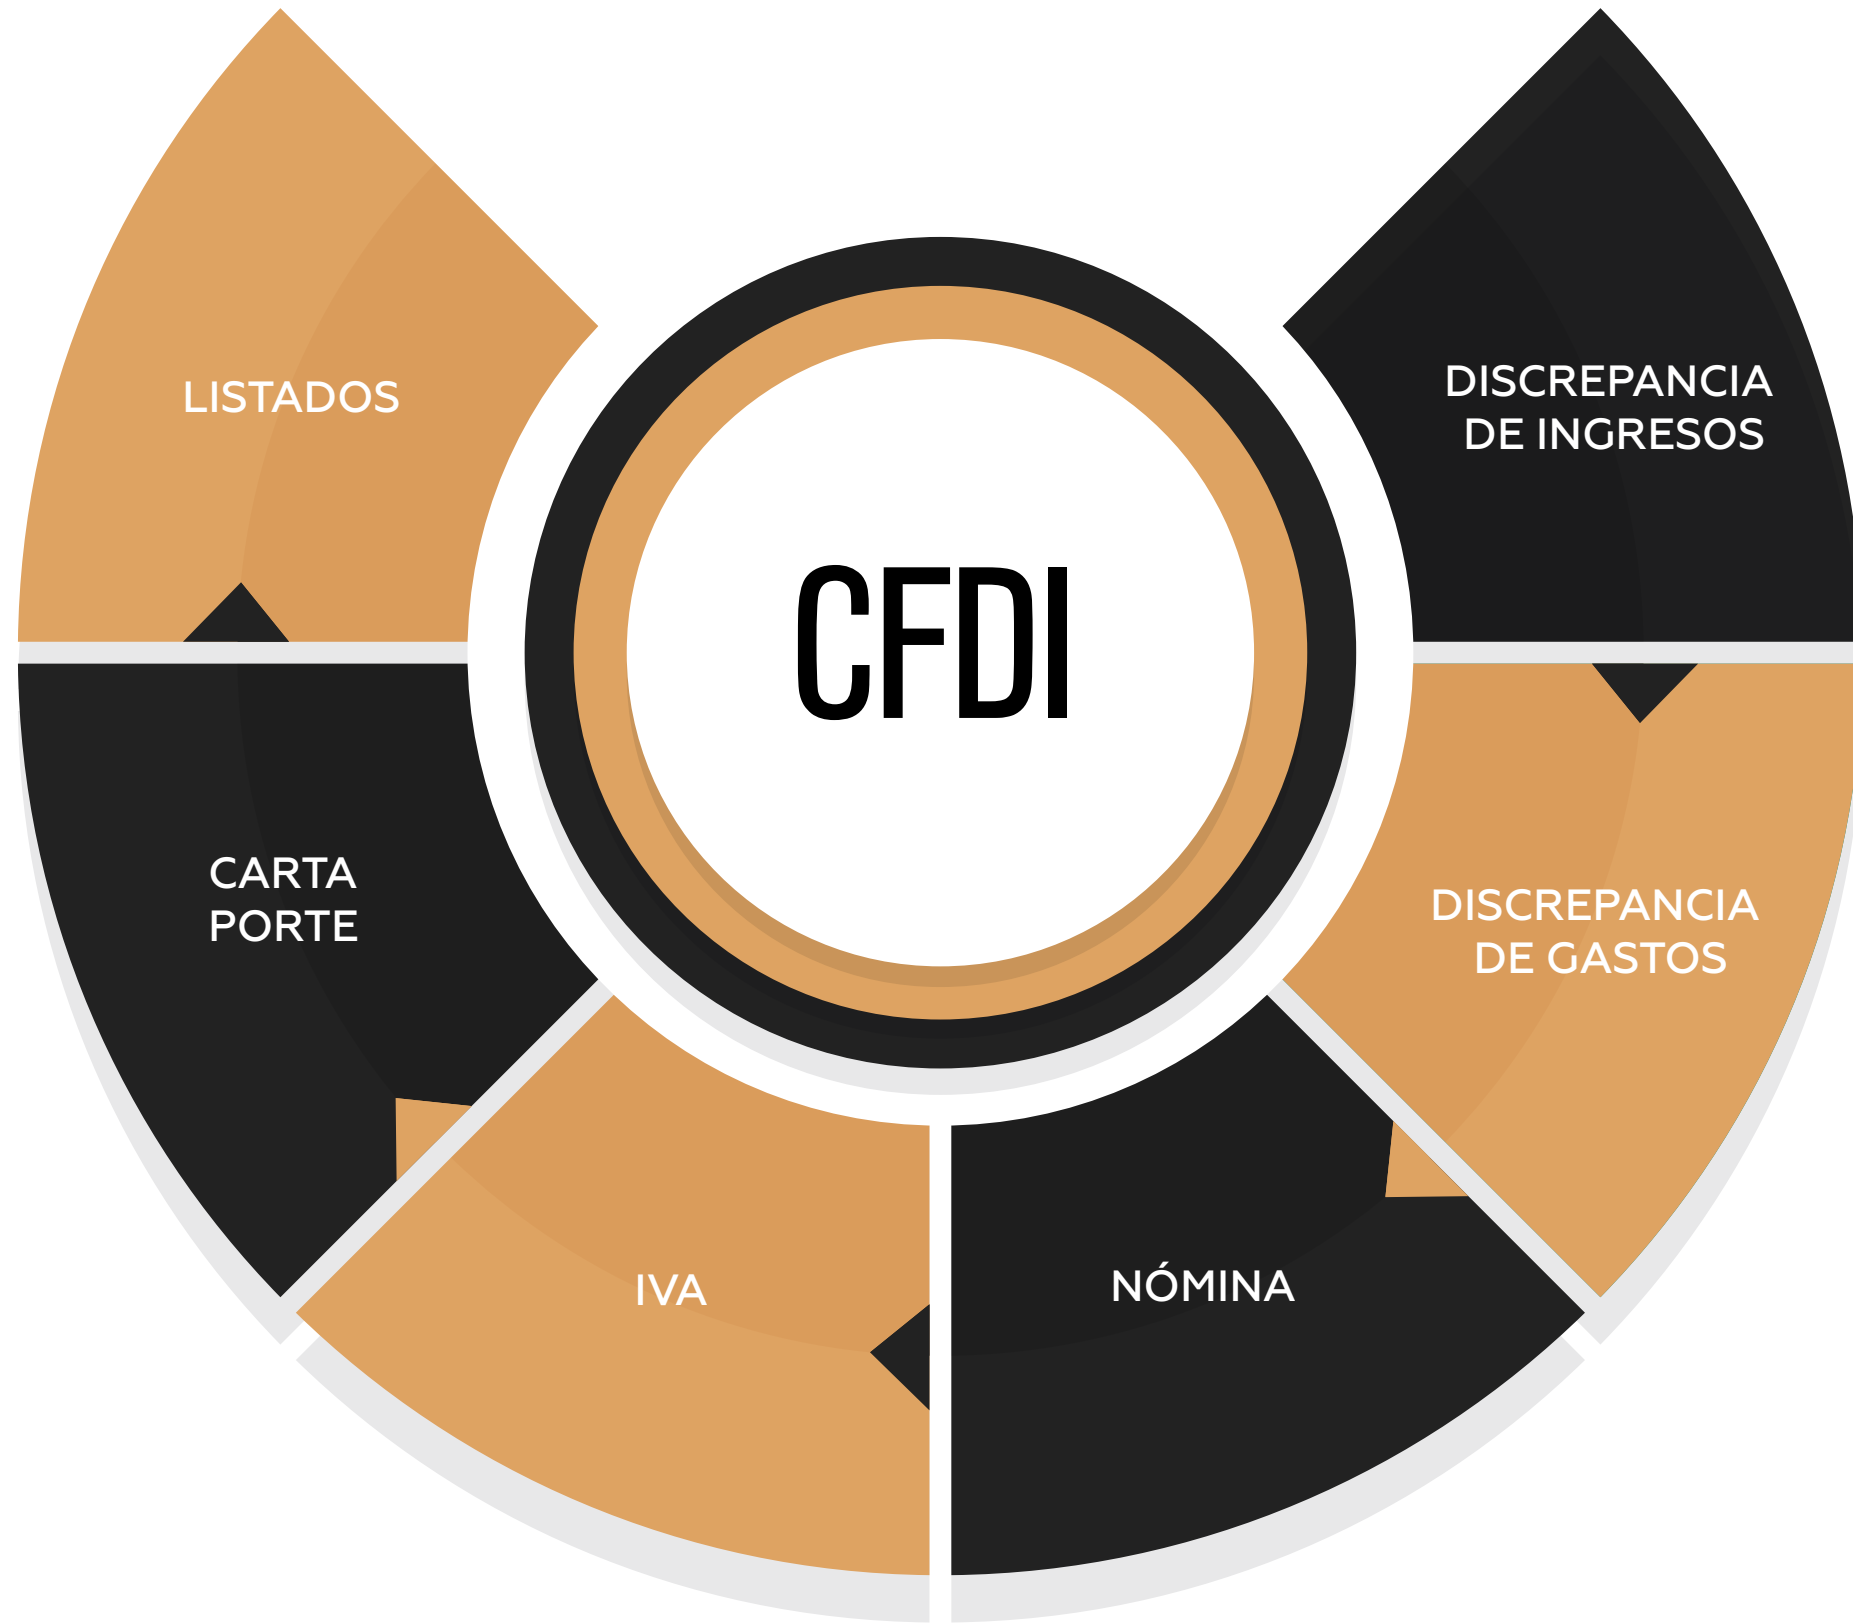 LISTADOS
DISCREPANCIA
DE INGRESOS
CFDI
CARTA
PORTE
DISCREPANCIA
DE GASTOS
IVA
NÓMINA